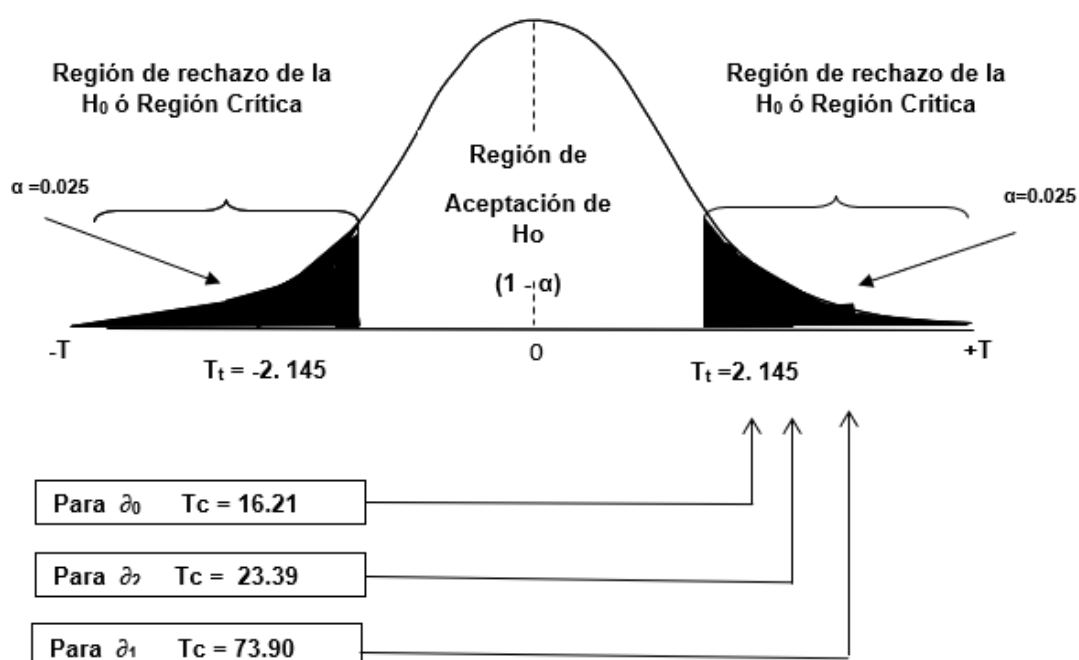 Región de rechazo de la
H₀ ó Región Crítica
Región de rechazo de la
H₀ ó Región Critica
Región de
Aceptación de
Ho
(1 - α)
α =0.025
α=0.025
-T
0
+T
Tₜ = -2. 145
Tₜ =2. 145
Para ∂₀ Tc = 16.21
Para ∂₂ Tc = 23.39
Para ∂₁ Tc = 73.90